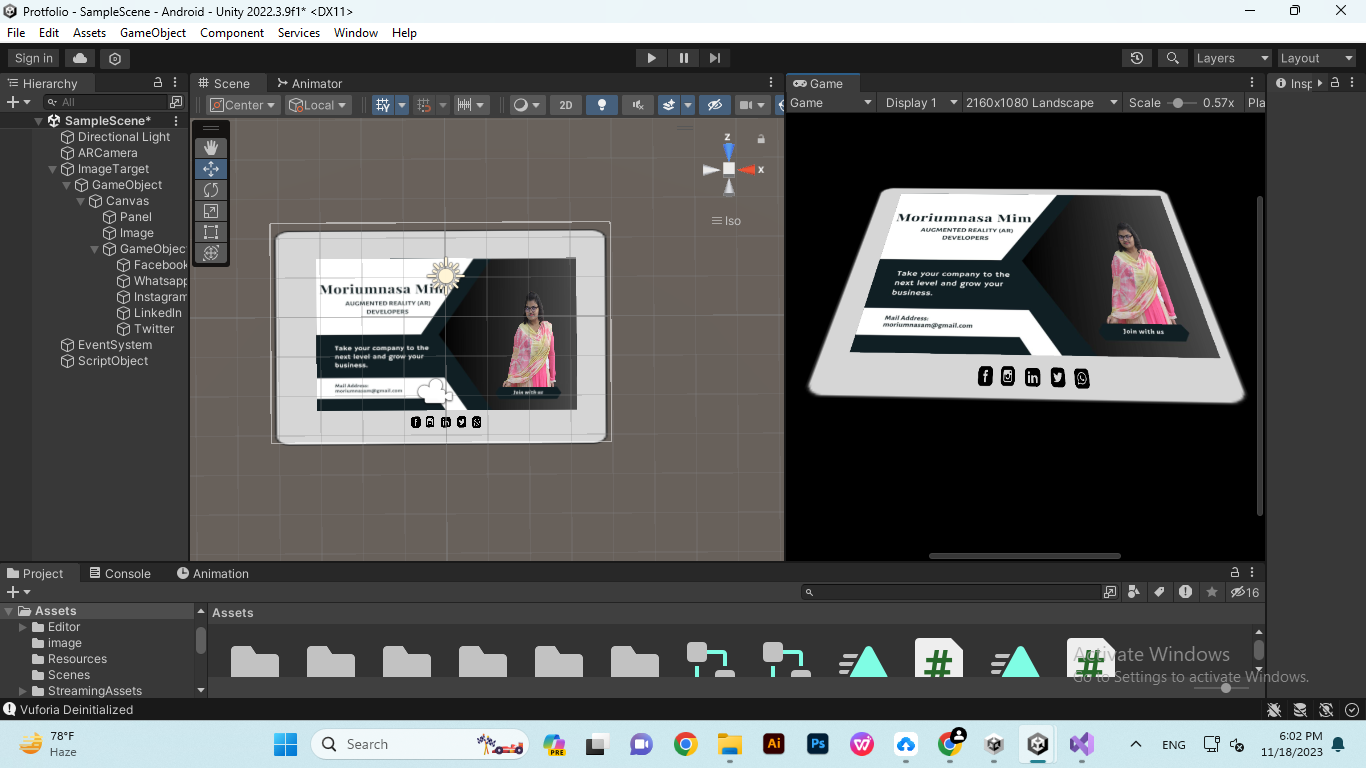 Protfolio - SampleScene - Android - Unity 2022.3.9f1* <DX11>
File Edit Assets GameObject Component Services Window Help
Sign in
Layers
Layout
Hierarchy
All
SampleScene*
Directional Light
ARCamera
ImageTarget
GameObject
Canvas
Panel
Image
GameObjec
Facebook
Whatsapp
Instagram
LinkedIn
Twitter
EventSystem
ScriptObject
Scene
Animator
Center
Local
2D
z
x
Iso
Moriumnasa Mim
AUGMENTED REALITY (AR)
DEVELOPERS
Take your company to the
next level and grow your
business.
Mail Address:
moriumnasam@gmail.com
Join with us
Game
Game
Display 1
2160x1080 Landscape
Scale
0.57x
Pla
Moriumnasa Mim
AUGMENTED REALITY (AR)
DEVELOPERS
Take your company to the
next level and grow your
business.
Mail Address:
moriumnasam@gmail.com
Join with us
Insp
Project
Console
Animation
16
Assets
Editor
image
Resources
Scenes
StreamingAssets
Assets
Activate Windows
Go to Settings to activate Windows.
Vuforia Deinitialized
78°F
Haze
Search
PRE
Ai
Ps
ENG
6:02 PM
11/18/2023